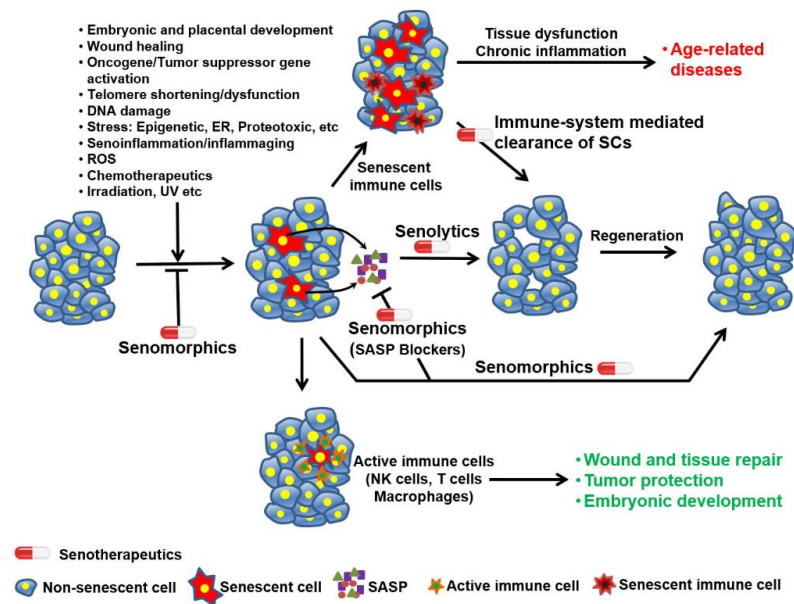 • Embryonic and placental development
• Wound healing
• Oncogene/Tumor suppressor gene
activation
• Telomere shortening/dysfunction
• DNA damage
• Stress: Epigenetic, ER, Proteotoxic, etc
• Senoinflammation/inflammaging
• ROS
• Chemotherapeutics
• Irradiation, UV etc
Tissue dysfunction
Chronic inflammation
• Age-related
diseases
Immune-system mediated
clearance of SCs
Senescent
immune cells
Senolytics
Regeneration
Senomorphics
Senomorphics
(SASP Blockers)
Senomorphics
Active immune cells
(NK cells, T cells
Macrophages)
• Wound and tissue repair
• Tumor protection
• Embryonic development
Senotherapeutics
Non-senescent cell
Senescent cell
SASP
Active immune cell
Senescent immune cell